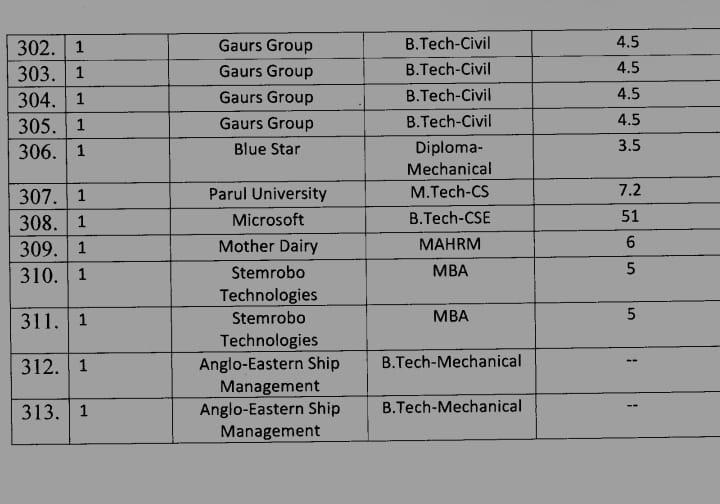 302. 1 Gaurs Group B.Tech-Civil 4.5
303. 1 Gaurs Group B.Tech-Civil 4.5
304. 1 Gaurs Group B.Tech-Civil 4.5
305. 1 Gaurs Group B.Tech-Civil 4.5
306. 1 Blue Star Diploma- 3.5
Mechanical
307. 1 Parul University M.Tech-CS 7.2
308. 1 Microsoft B.Tech-CSE 51
309. 1 Mother Dairy MAHRM 6
310. 1 Stemrobo MBA 5
Technologies
311. 1 Stemrobo MBA 5
Technologies
312. 1 Anglo-Eastern Ship B.Tech-Mechanical --
Management
313. 1 Anglo-Eastern Ship B.Tech-Mechanical --
Management